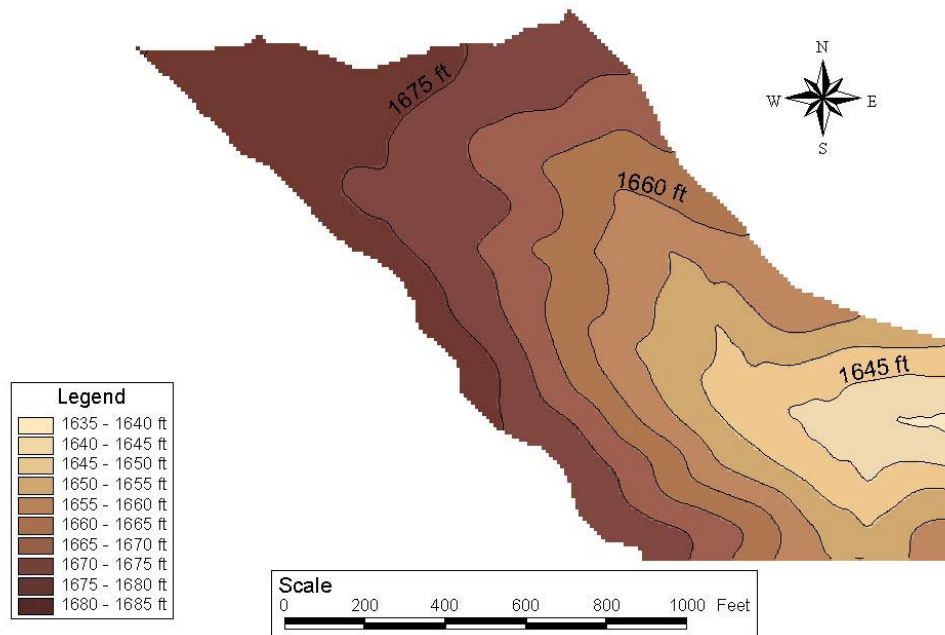 N
W E
S
1675 ft
1660 ft
1645 ft
Legend
1635 - 1640 ft
1640 - 1645 ft
1645 - 1650 ft
1650 - 1655 ft
1655 - 1660 ft
1660 - 1665 ft
1665 - 1670 ft
1670 - 1675 ft
1675 - 1680 ft
1680 - 1685 ft
Scale
0 200 400 600 800 1000 Feet